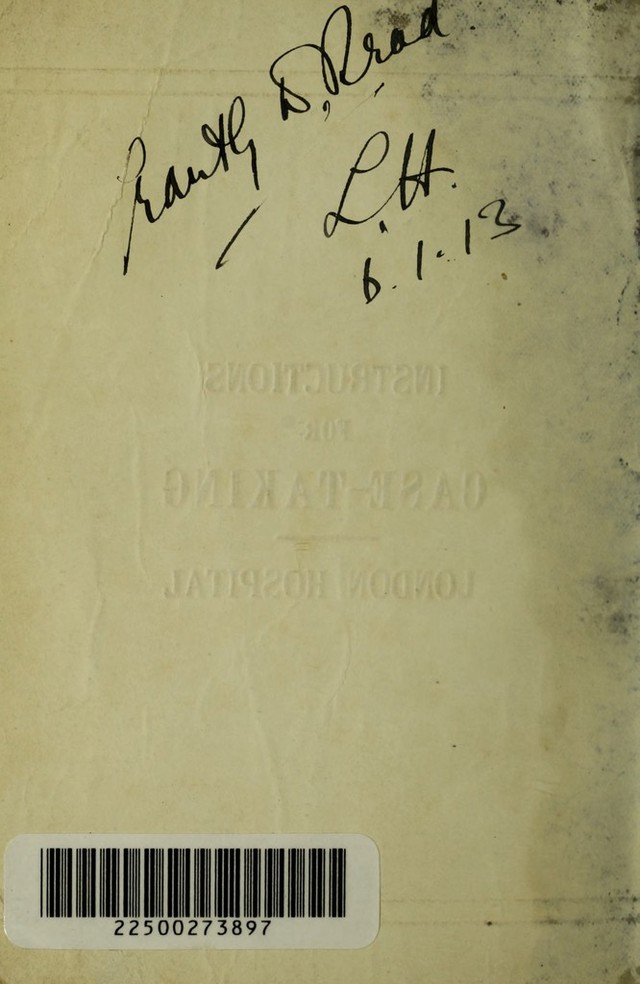 Grantly D. Read
L.H.
6.1.13
INSTRUCTIONS
FOR
CASE-TAKING
LONDON HOSPITAL
22500273897